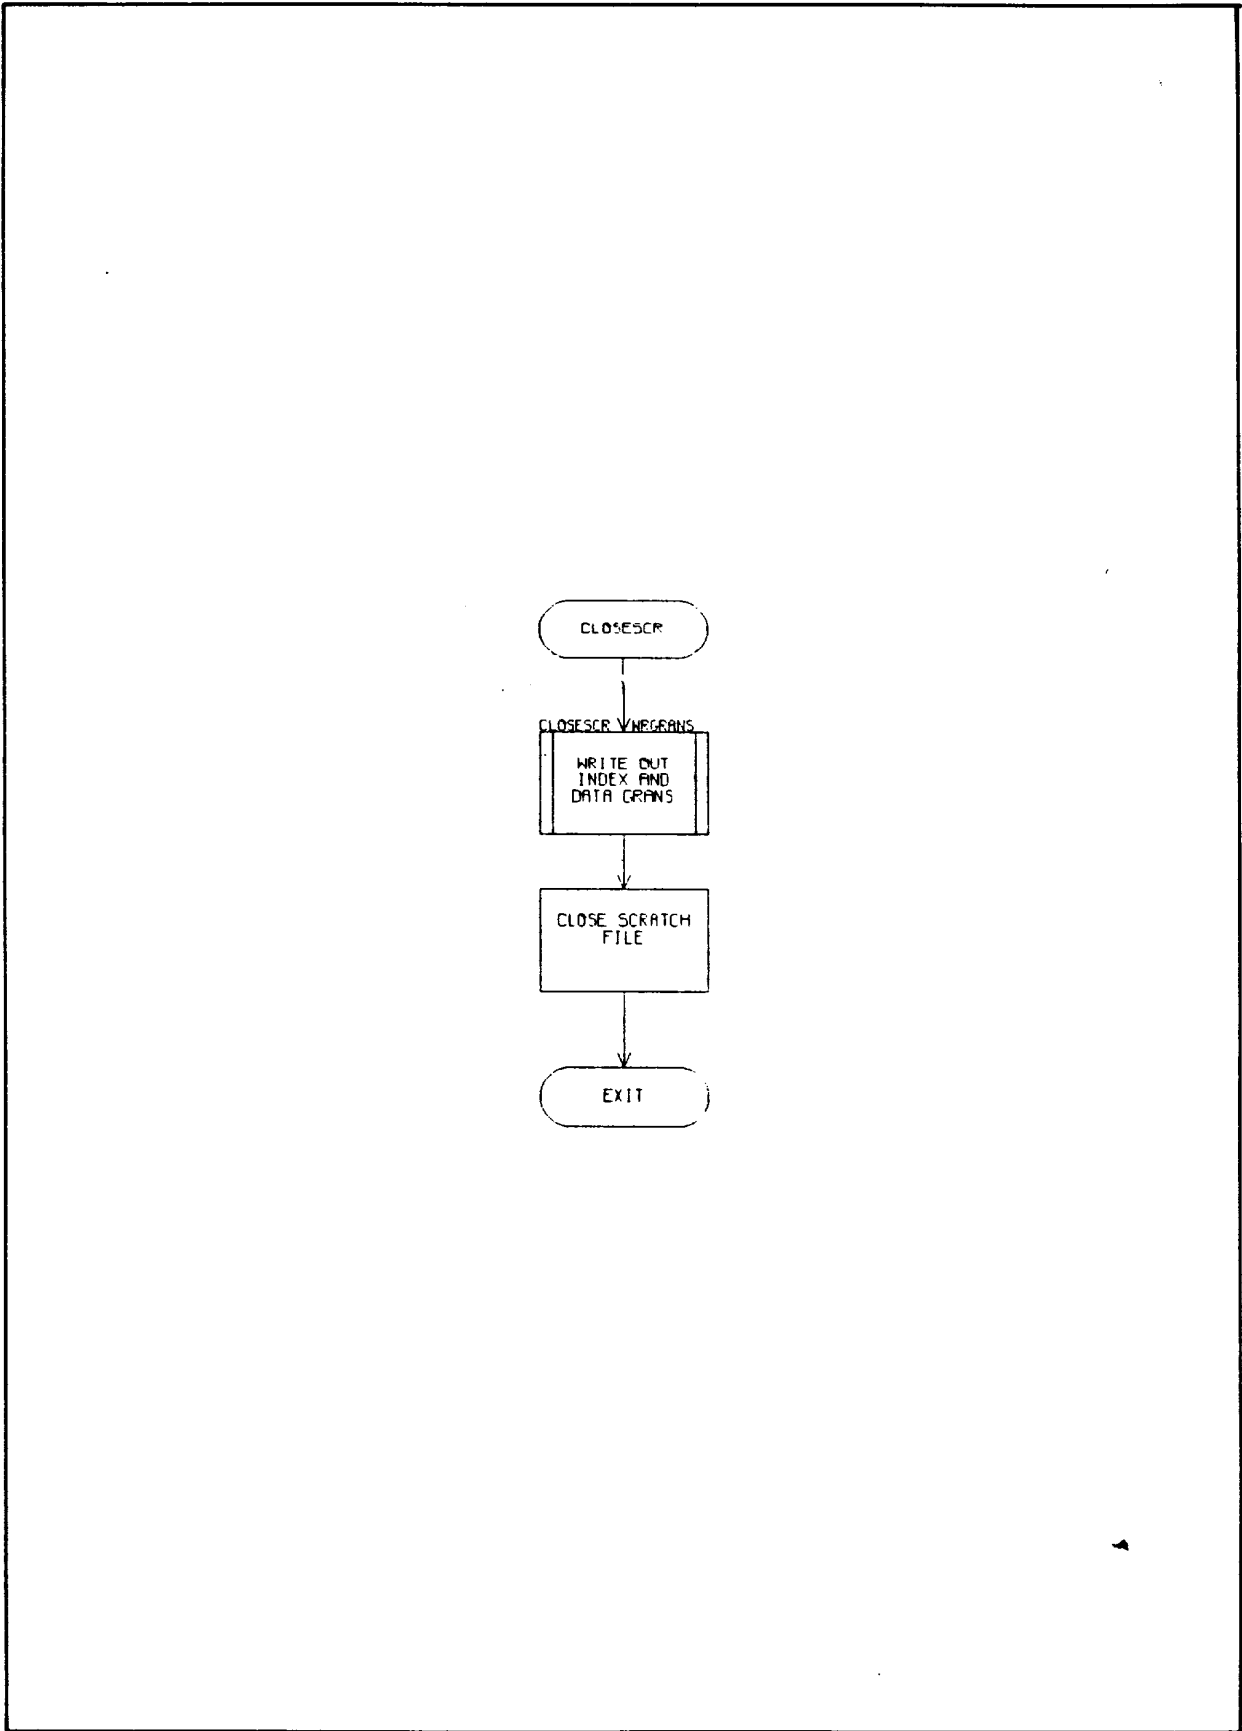 CLOSESCR
CLOSESCR WRGRANS
WRITE OUT
INDEX AND
DATA GRANS
CLOSE SCRATCH
FILE
EXIT